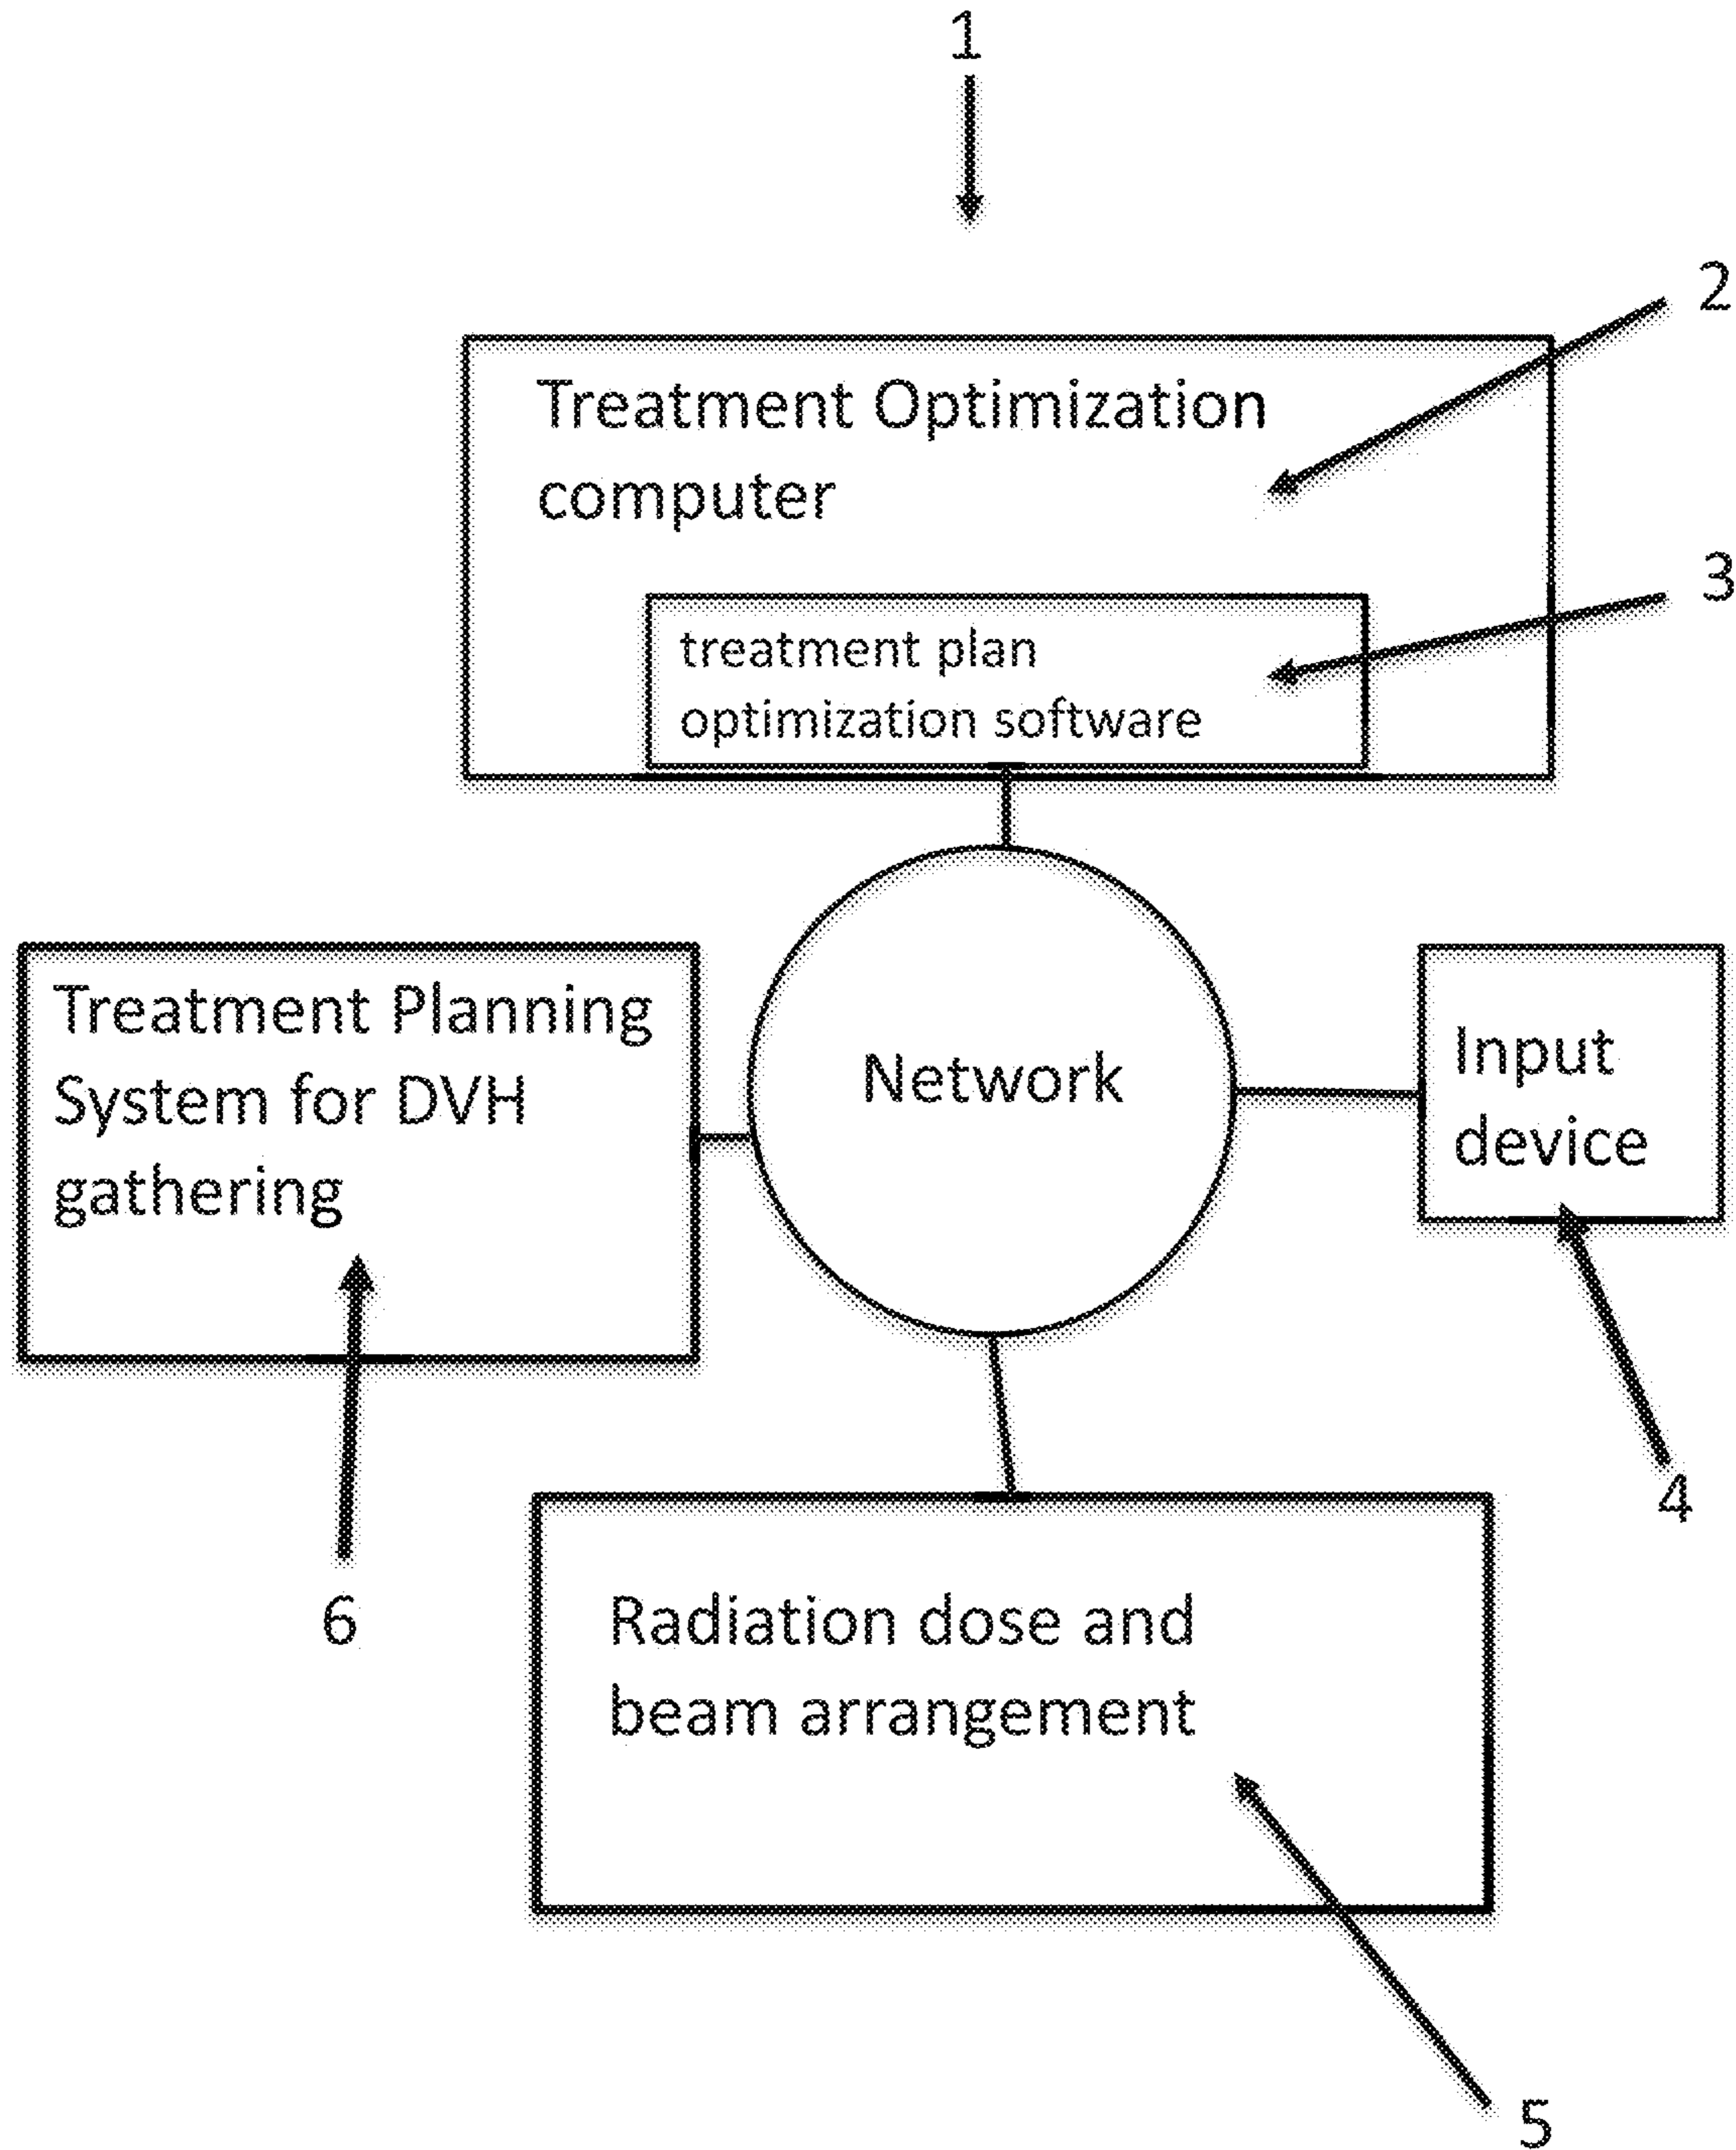 1
2
Treatment Optimization
computer
3
treatment plan
optimization software
Treatment Planning
System for DVH
gathering
Network
Input
device
4
6
Radiation dose and
beam arrangement
5